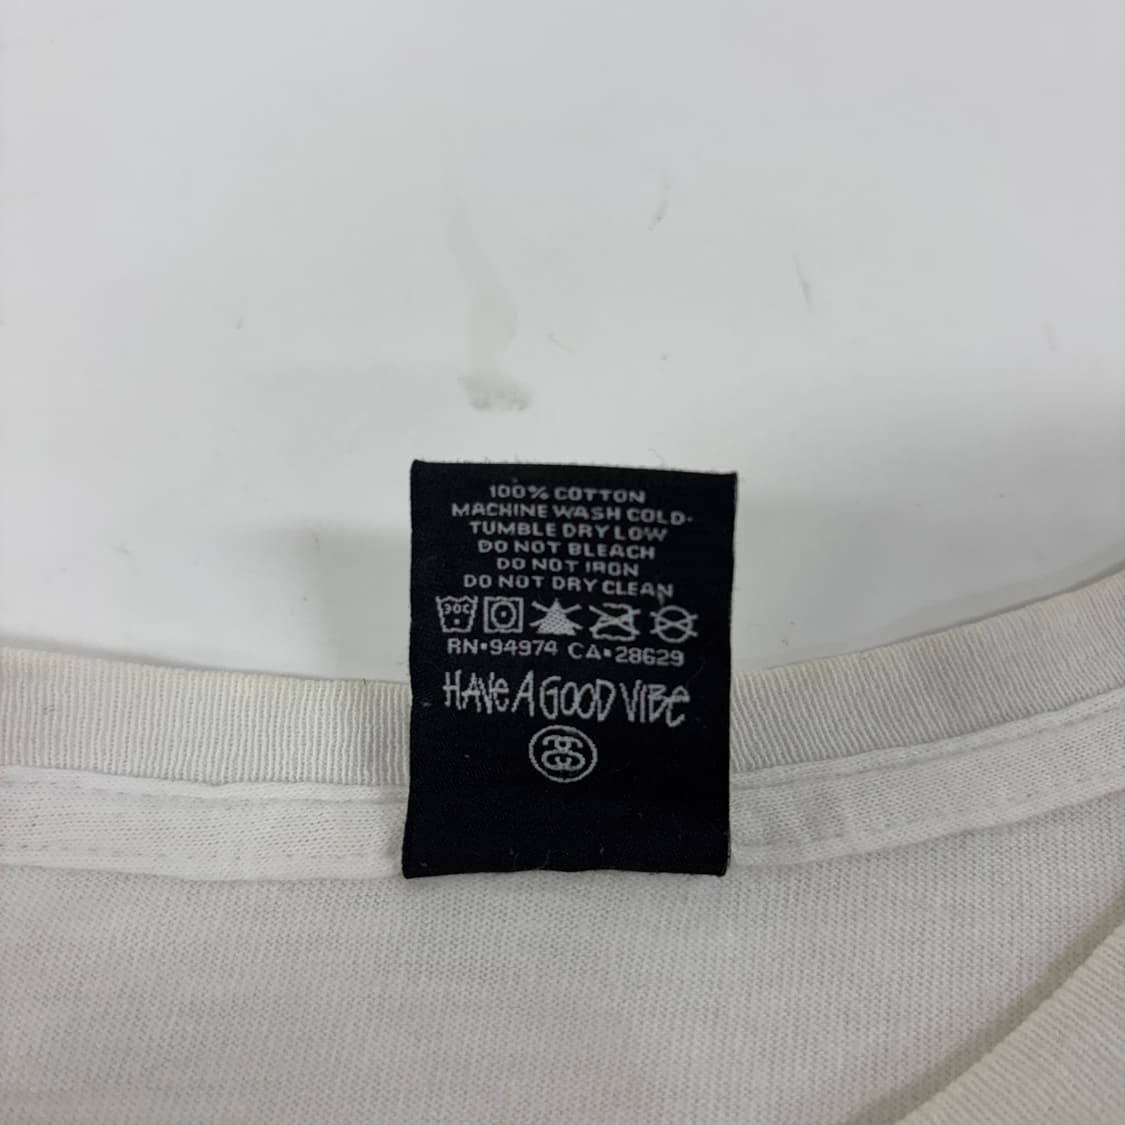 100% COTTON
MACHINE WASH COLD·
TUMBLE DRY LOW
DO NOT BLEACH
DO NOT IRON
DO NOT DRY CLEAN
30C
RN·94974 CA·28629
HAVE A GOOD VIBE